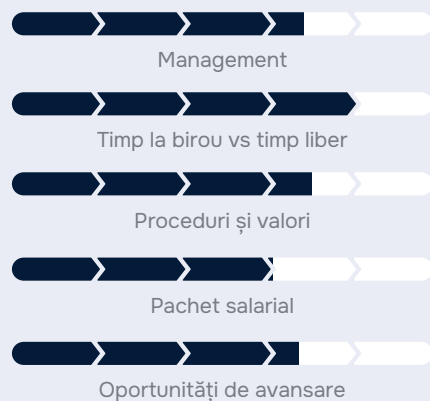 Management
Timp la birou vs timp liber
Proceduri și valori
Pachet salarial
Oportunități de avansare